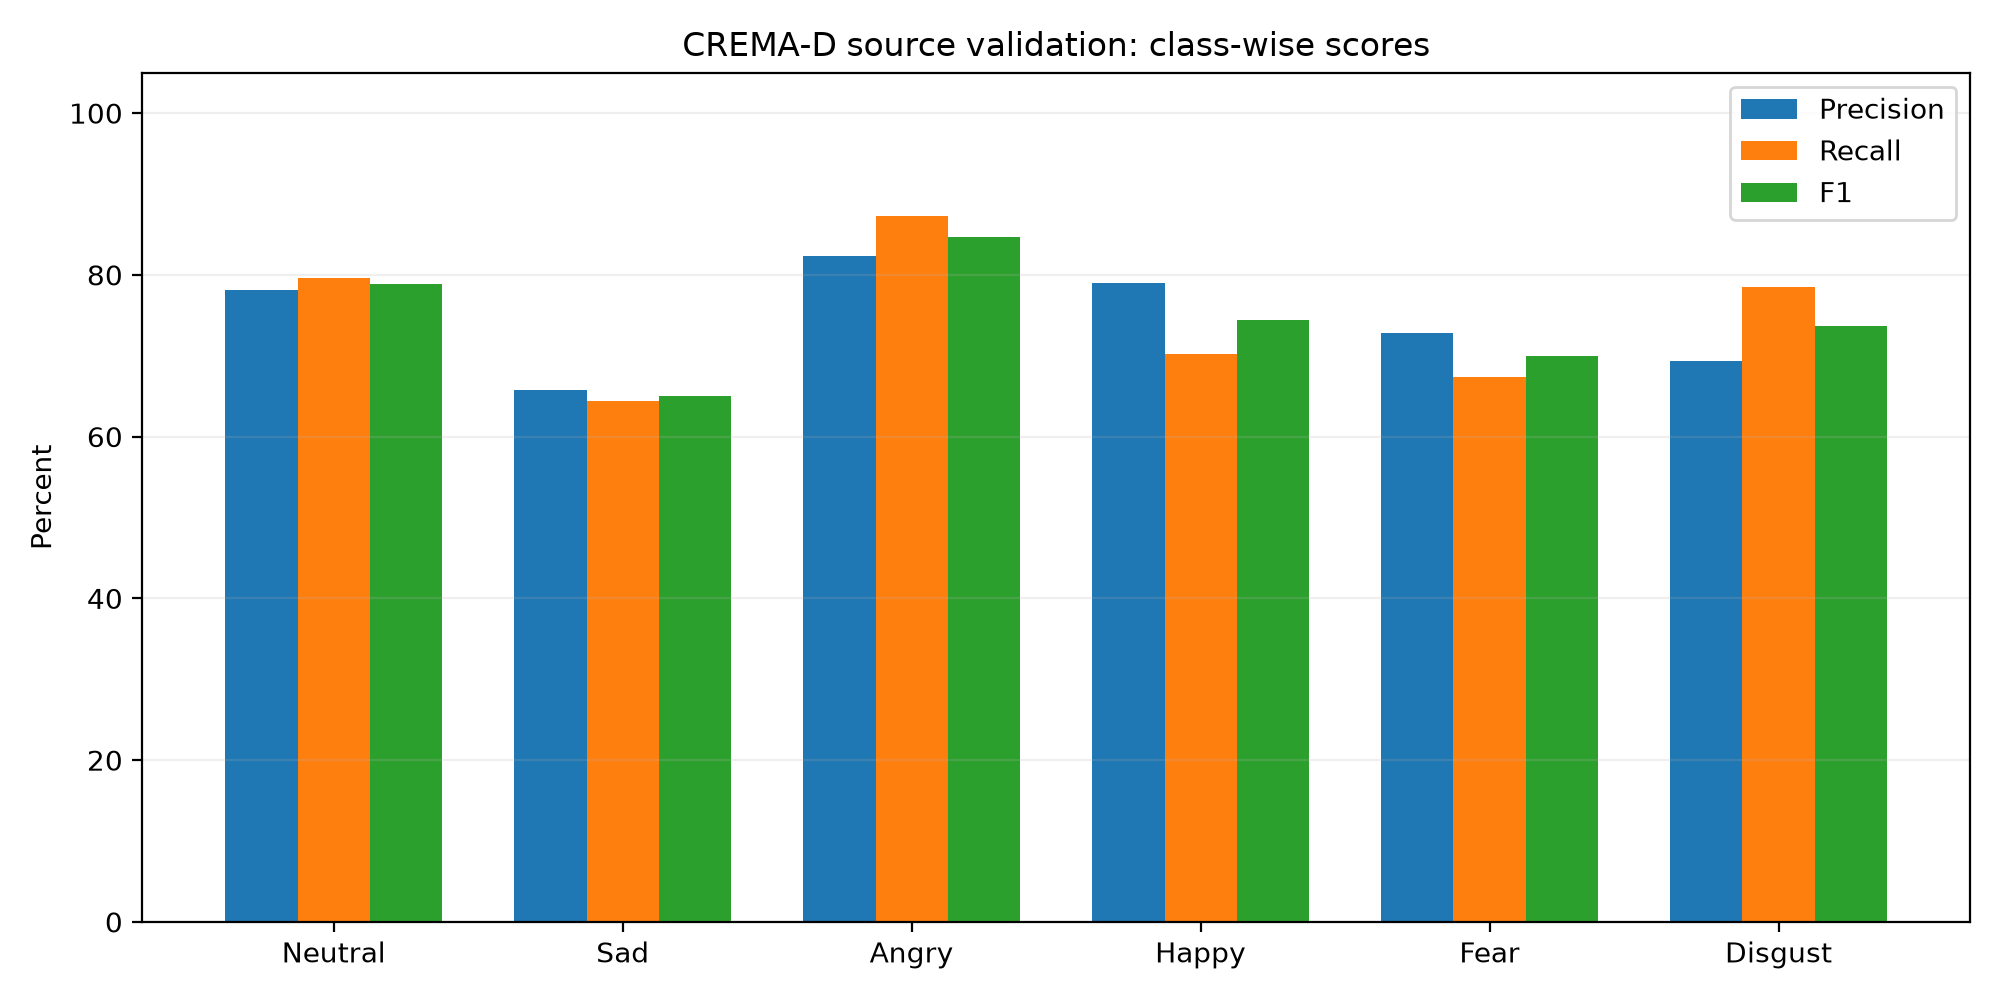 CREMA-D source validation: class-wise scores
100
80
60
40
20
0
Percent
Precision
Recall
F1
Neutral
Sad
Angry
Happy
Fear
Disgust